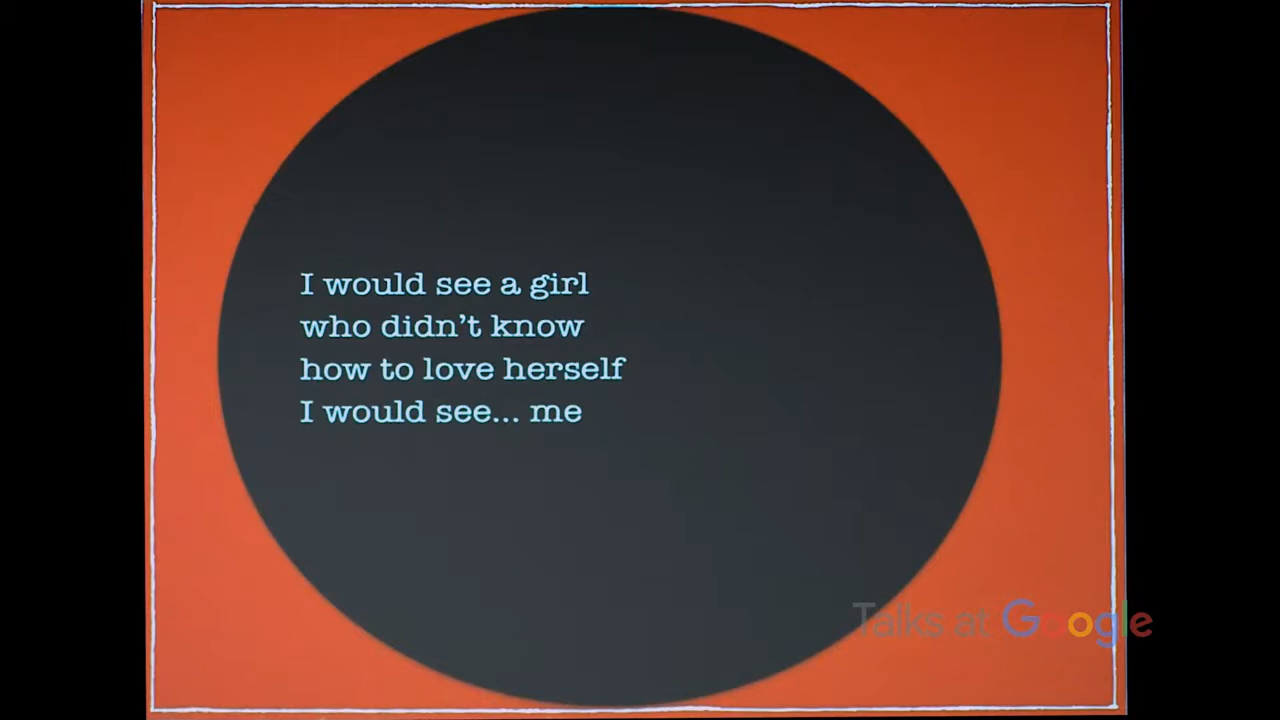 I would see a girl
who didn’t know
how to love herself
I would see... me
Talks at Google